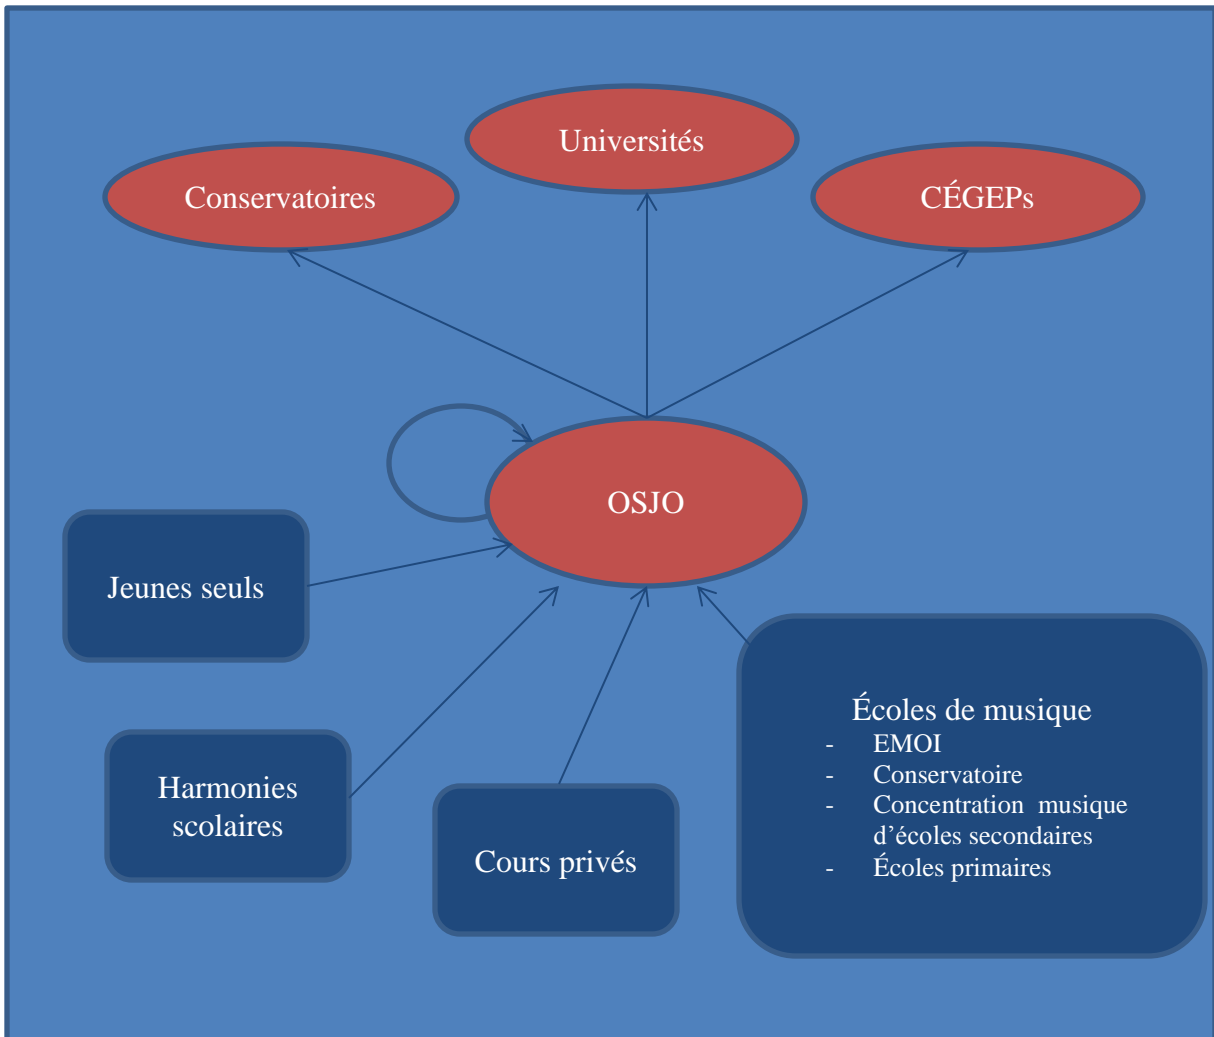 Universités
Conservatoires
CÉGEPs
OSJO
Jeunes seuls
Harmonies
scolaires
Cours privés
Écoles de musique
- EMOI
- Conservatoire
- Concentration musique
d’écoles secondaires
- Écoles primaires